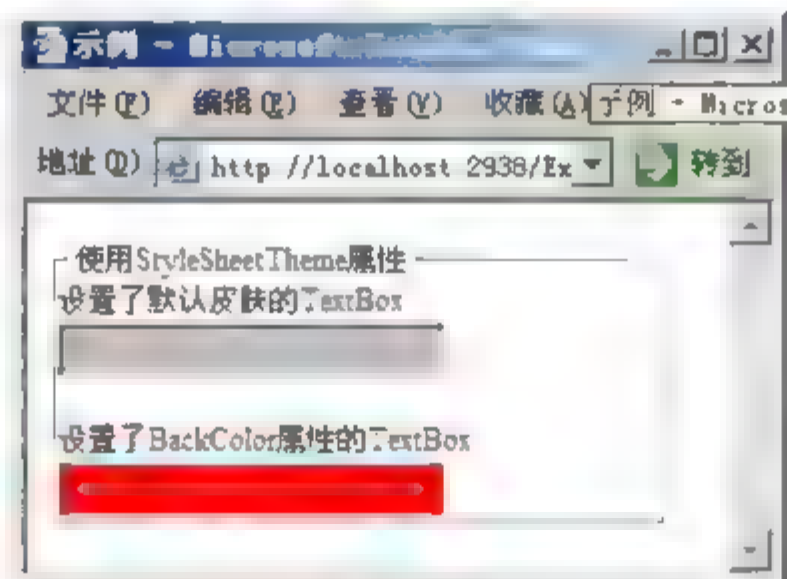 示例 - Microsoft
文件(F) 编辑(E) 查看(V) 收藏(A) 示例 - Micros
地址(D) http //localhost 2938/Ex 转到
使用StyleSheetTheme属性
设置了默认皮肤的TextBox
设置了BackColor属性的TextBox